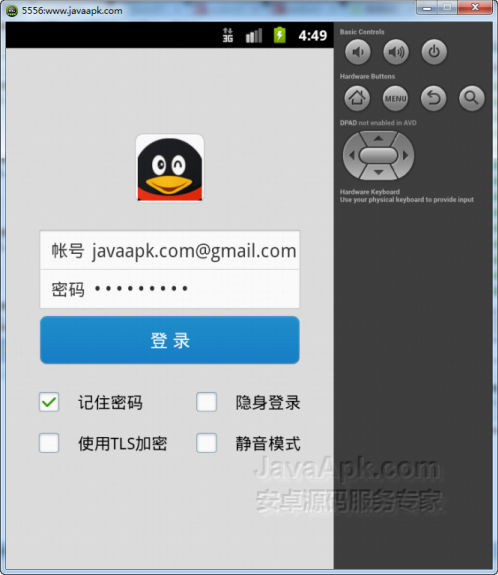 5556:www.javaapk.com
3G 4:49
Basic Controls
Hardware Buttons
MENU
DPAD not enabled in AVD
Hardware Keyboard
Use your physical keyboard to provide input
帐号 javaapk.com@gmail.com
密码 •••••••••
登 录
记住密码 隐身登录
使用TLS加密 静音模式
JavaApk.com
安卓源码服务专家